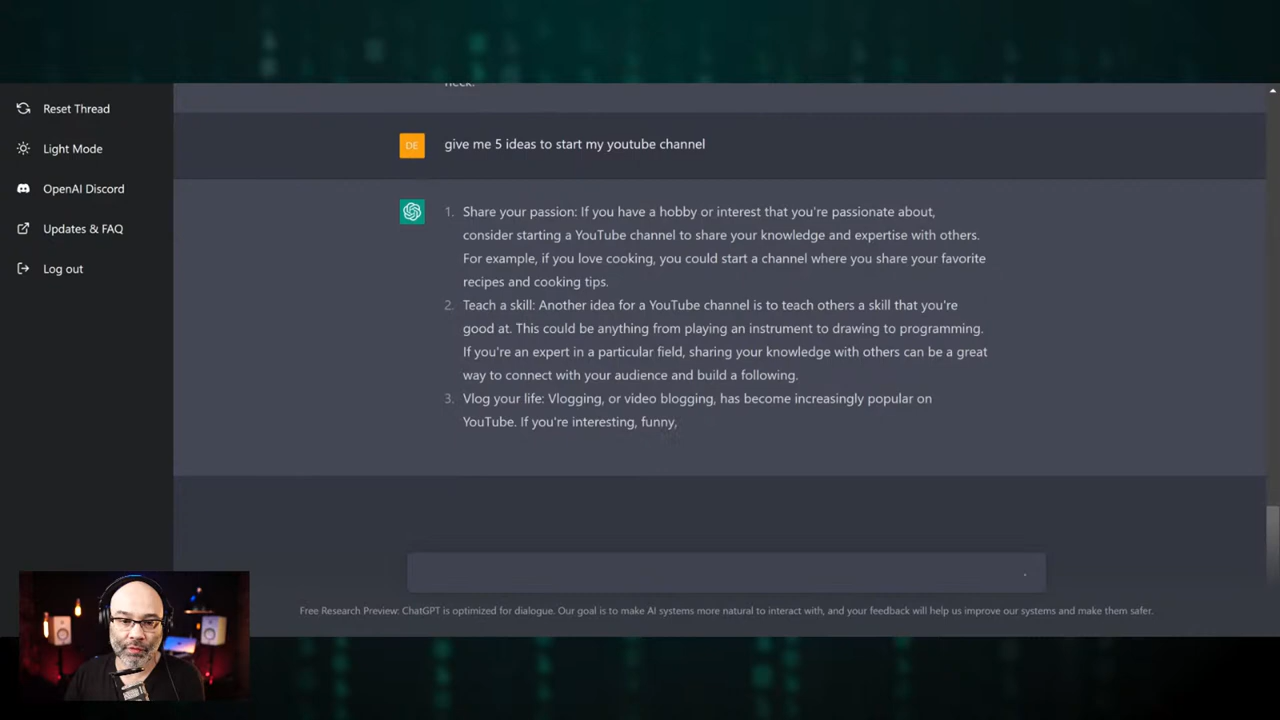 neck.
Reset Thread
Light Mode
OpenAI Discord
Updates & FAQ
Log out
DE
give me 5 ideas to start my youtube channel
1. Share your passion: If you have a hobby or interest that you're passionate about,
consider starting a YouTube channel to share your knowledge and expertise with others.
For example, if you love cooking, you could start a channel where you share your favorite
recipes and cooking tips.
2. Teach a skill: Another idea for a YouTube channel is to teach others a skill that you're
good at. This could be anything from playing an instrument to drawing to programming.
If you're an expert in a particular field, sharing your knowledge with others can be a great
way to connect with your audience and build a following.
3. Vlog your life: Vlogging, or video blogging, has become increasingly popular on
YouTube. If you're interesting, funny,
Free Research Preview: ChatGPT is optimized for dialogue. Our goal is to make AI systems more natural to interact with, and your feedback will help us improve our systems and make them safer.